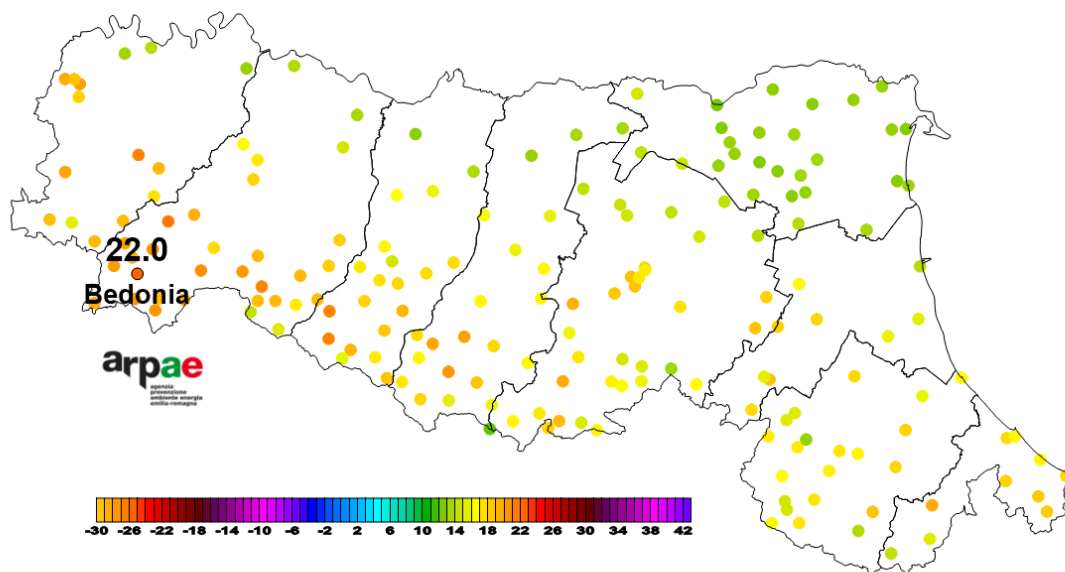 22.0
Bedonia
arpae
agenzia
prevenzione
ambiente energia
emilia-romagna
-30 -26 -22 -18 -14 -10 -6 -2 2 6 10 14 18 22 26 30 34 38 42